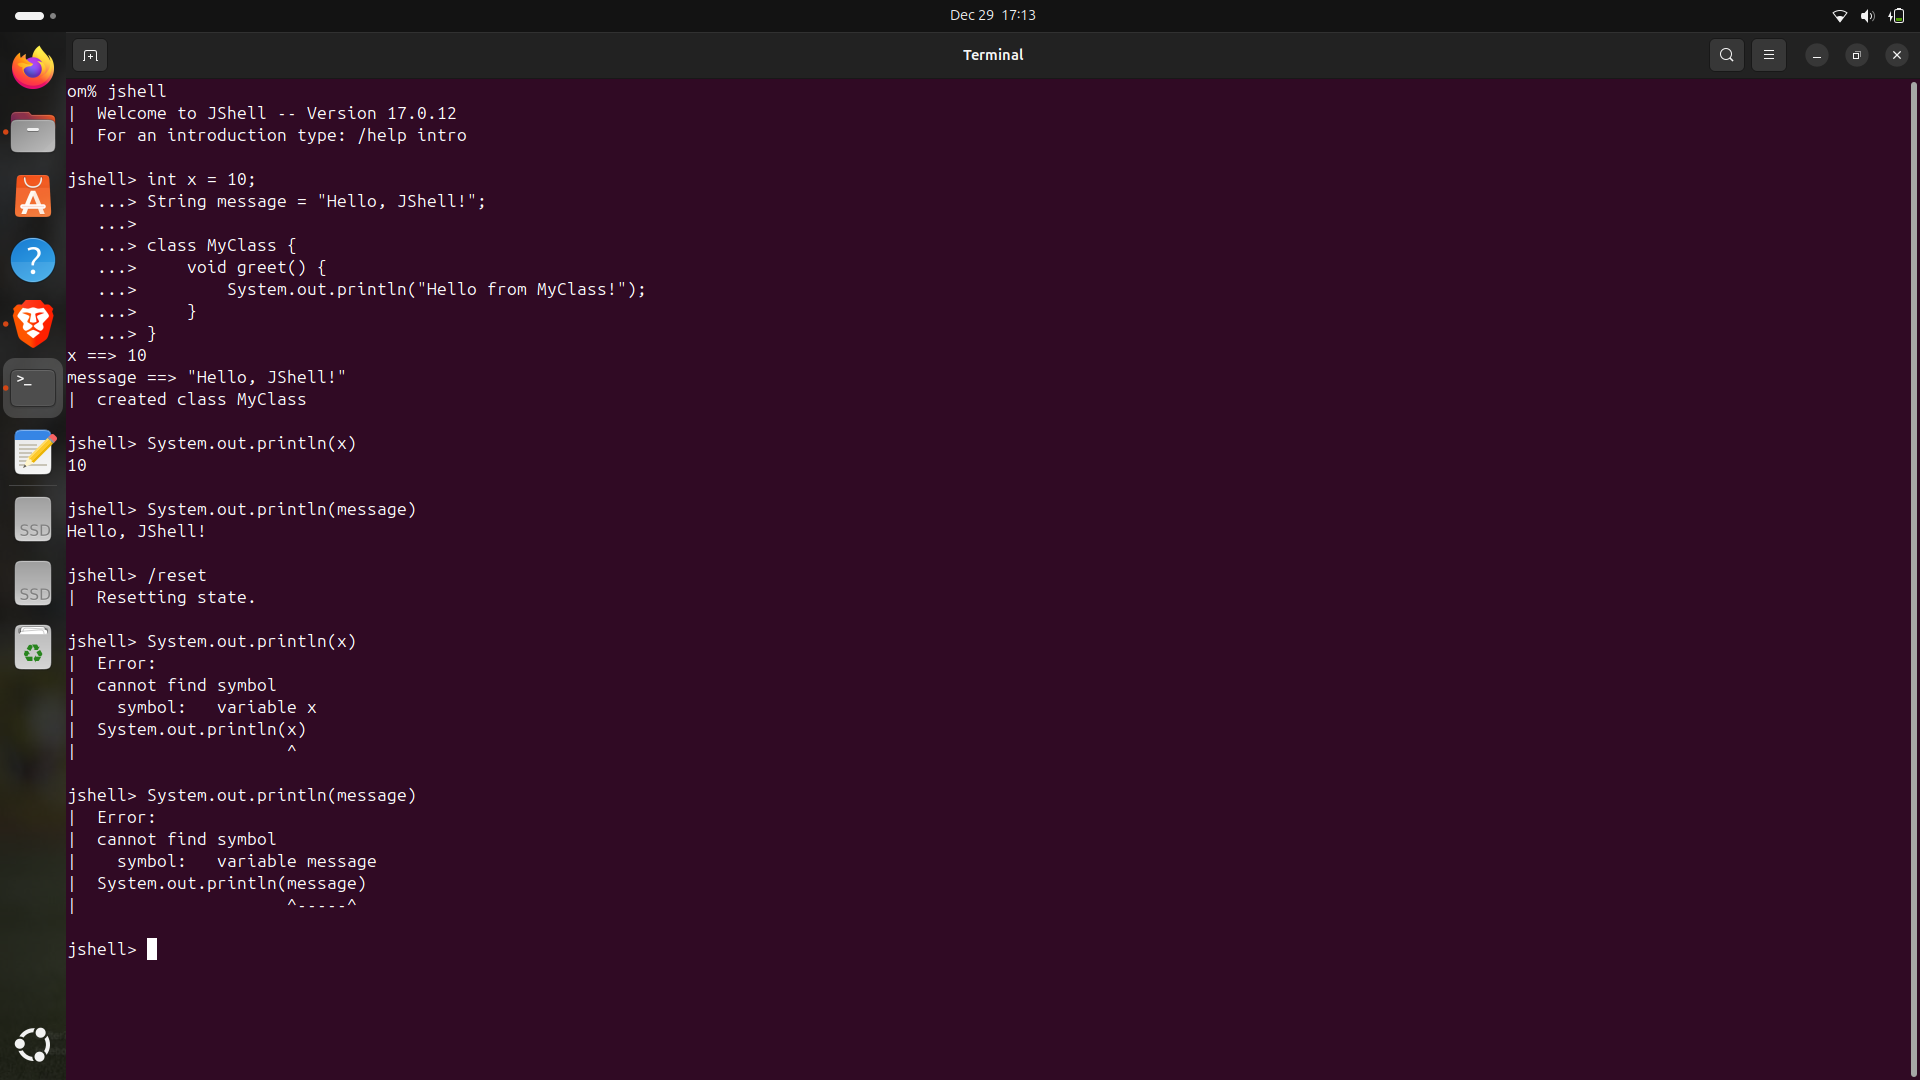 Dec 29 17:13
Terminal
om% jshell
|  Welcome to JShell -- Version 17.0.12
|  For an introduction type: /help intro
jshell> int x = 10;
   ...> String message = "Hello, JShell!";
   ...>
   ...> class MyClass {
   ...>     void greet() {
   ...>         System.out.println("Hello from MyClass!");
   ...>     }
   ...> }
x ==> 10
message ==> "Hello, JShell!"
|  created class MyClass
jshell> System.out.println(x)
10
jshell> System.out.println(message)
Hello, JShell!
jshell> /reset
|  Resetting state.
jshell> System.out.println(x)
|  Error:
|  cannot find symbol
|    symbol:   variable x
|  System.out.println(x)
|                     ^
jshell> System.out.println(message)
|  Error:
|  cannot find symbol
|    symbol:   variable message
|  System.out.println(message)
|                     ^-----^
jshell>
SSD
SSD